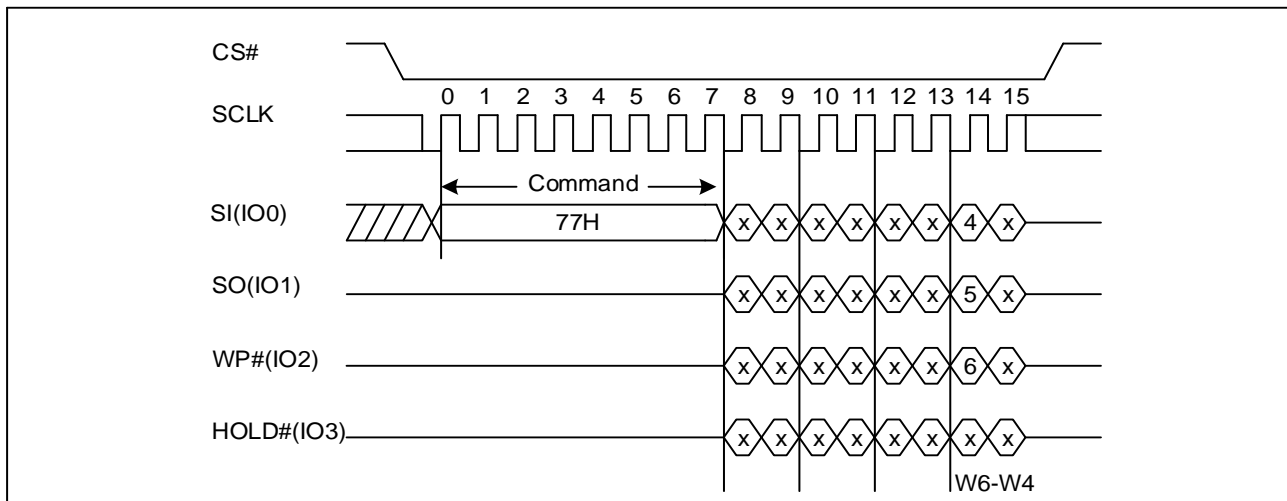 CS#
0 1 2 3 4 5 6 7 8 9 10 11 12 13 14 15
SCLK
Command
SI(IO0) 77H x x x x x x 4 x
SO(IO1) x x x x x x 5 x
WP#(IO2) x x x x x x 6 x
HOLD#(IO3) x x x x x x x x
W6-W4